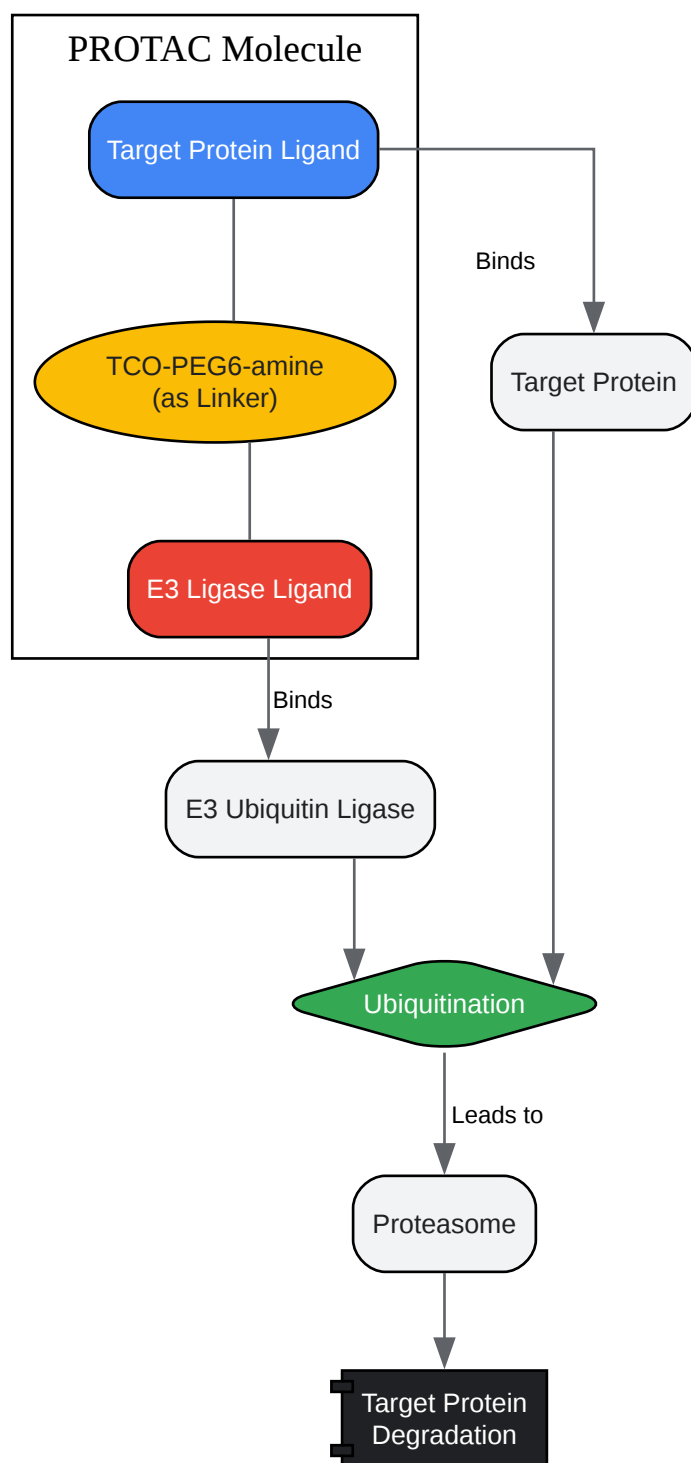 PROTAC Molecule
Target Protein Ligand
Binds
TCO-PEG6-amine
(as Linker)
Target Protein
E3 Ligase Ligand
Binds
E3 Ubiquitin Ligase
Ubiquitination
Leads to
Proteasome
Target Protein
Degradation